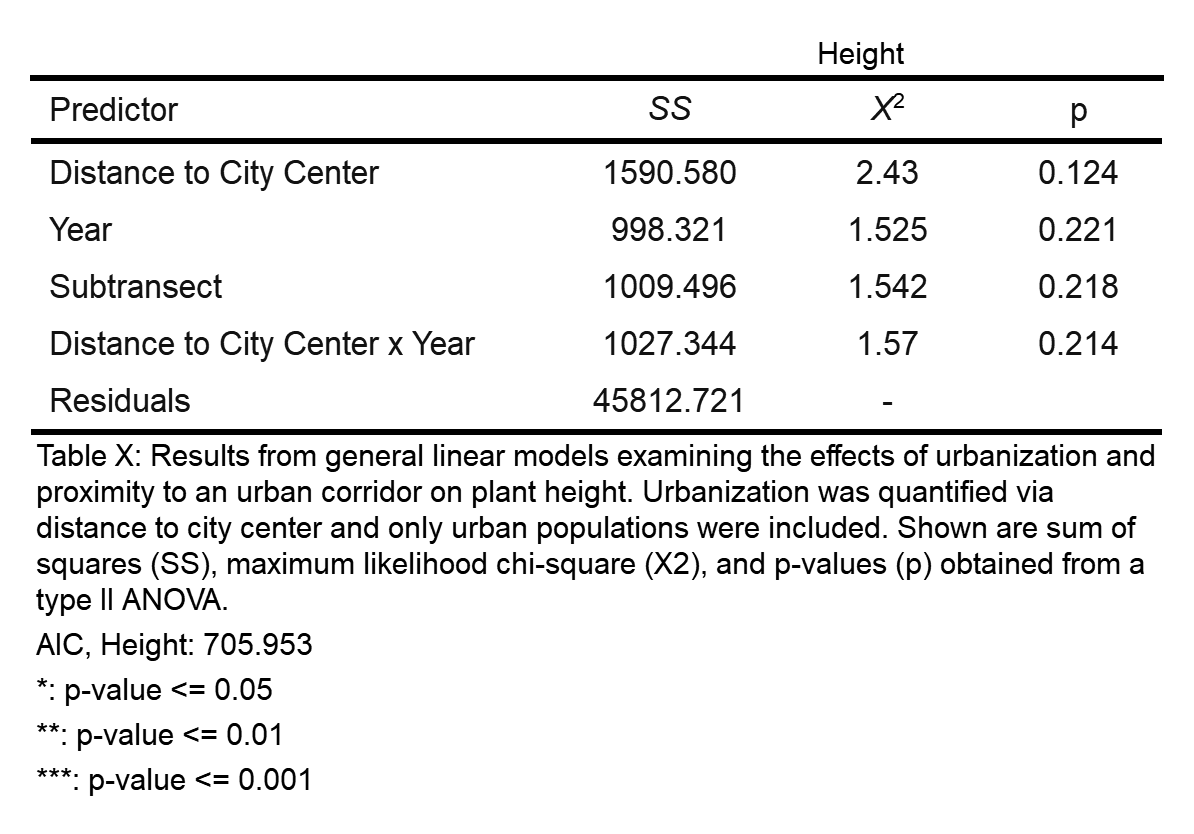 Height
Predictor SS X² p
Distance to City Center 1590.580 2.43 0.124
Year 998.321 1.525 0.221
Subtransect 1009.496 1.542 0.218
Distance to City Center x Year 1027.344 1.57 0.214
Residuals 45812.721 -
Table X: Results from general linear models examining the effects of urbanization and
proximity to an urban corridor on plant height. Urbanization was quantified via
distance to city center and only urban populations were included. Shown are sum of
squares (SS), maximum likelihood chi-square (X2), and p-values (p) obtained from a
type II ANOVA.
AIC, Height: 705.953
*: p-value <= 0.05
**: p-value <= 0.01
***: p-value <= 0.001